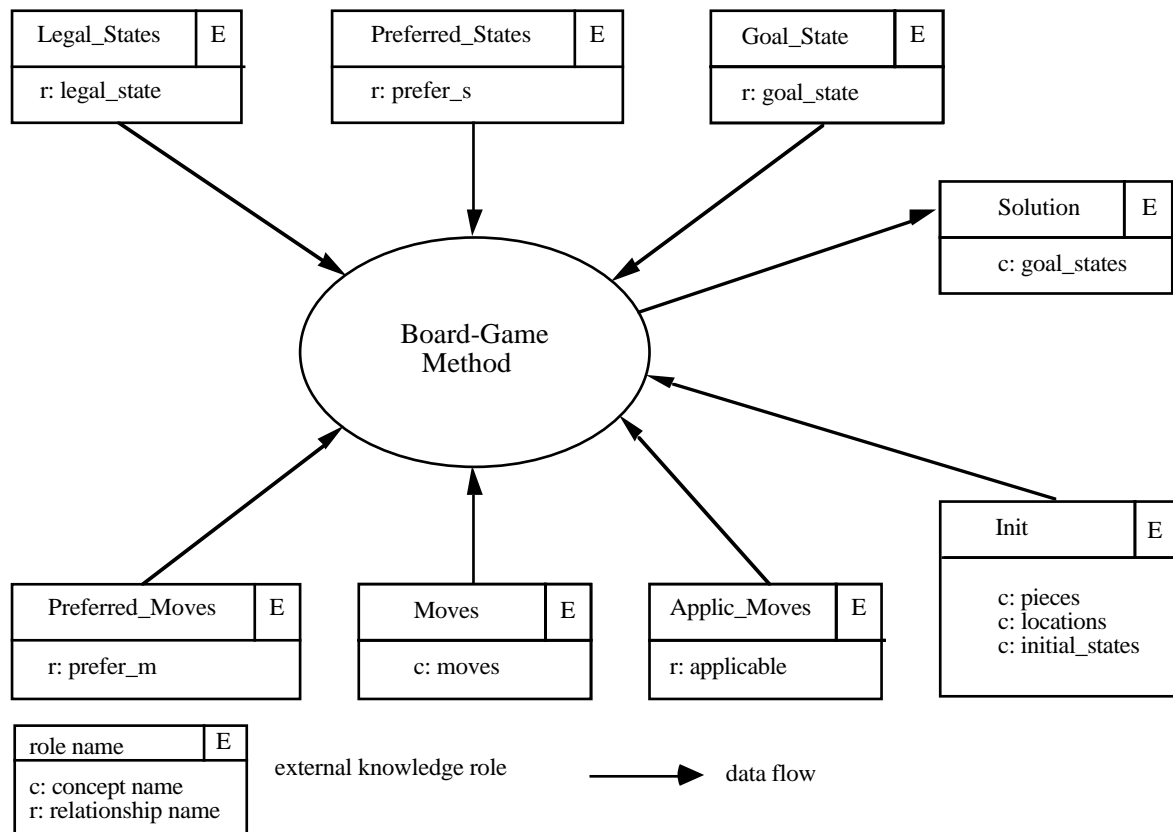 Legal_States E
r: legal_state
Preferred_States E
r: prefer_s
Goal_State E
r: goal_state
Solution E
c: goal_states
Board-Game
Method
Init E
c: pieces
c: locations
c: initial_states
Preferred_Moves E
r: prefer_m
Moves E
c: moves
Applic_Moves E
r: applicable
role name E
c: concept name
r: relationship name
external knowledge role
data flow